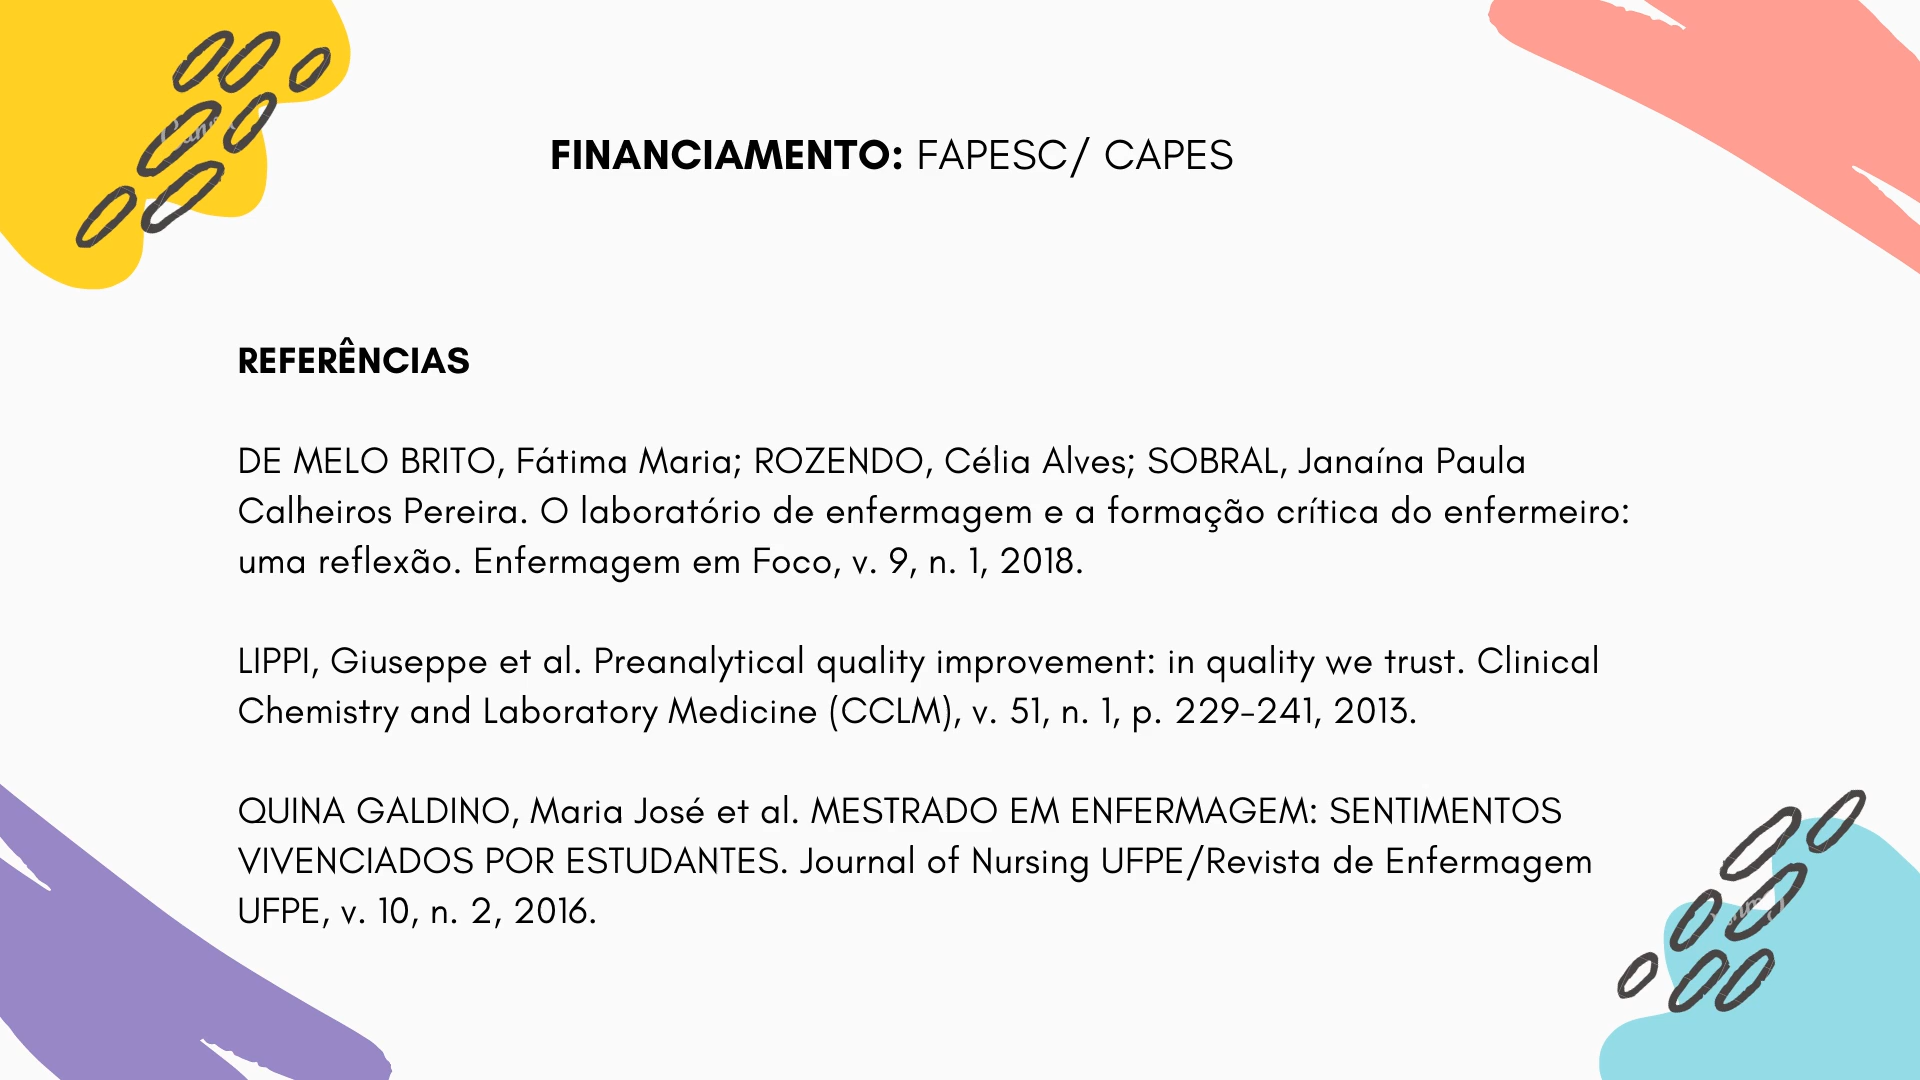 FINANCIAMENTO: FAPESC/ CAPES
REFERÊNCIAS
DE MELO BRITO, Fátima Maria; ROZENDO, Célia Alves; SOBRAL, Janaína Paula
Calheiros Pereira. O laboratório de enfermagem e a formação crítica do enfermeiro:
uma reflexão. Enfermagem em Foco, v. 9, n. 1, 2018.
LIPPI, Giuseppe et al. Preanalytical quality improvement: in quality we trust. Clinical
Chemistry and Laboratory Medicine (CCLM), v. 51, n. 1, p. 229-241, 2013.
QUINA GALDINO, Maria José et al. MESTRADO EM ENFERMAGEM: SENTIMENTOS
VIVENCIADOS POR ESTUDANTES. Journal of Nursing UFPE/Revista de Enfermagem
UFPE, v. 10, n. 2, 2016.